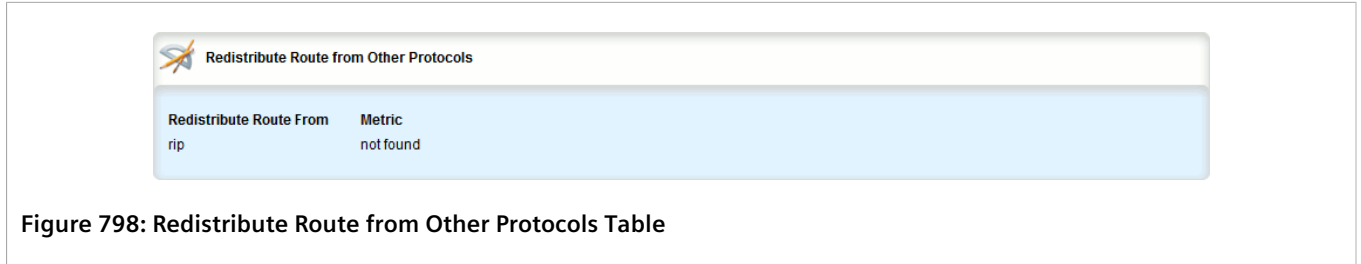 Redistribute Route from Other Protocols
Redistribute Route From Metric
rip not found
Figure 798: Redistribute Route from Other Protocols Table